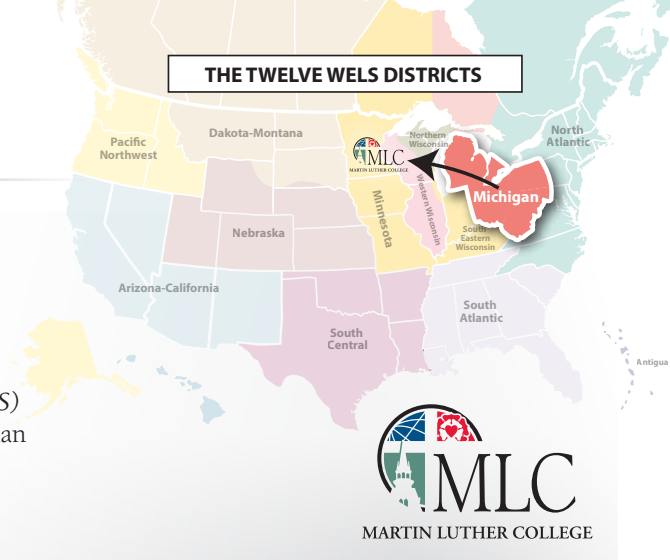 THE TWELVE WELS DISTRICTS
Pacific
Northwest
Dakota-Montana
Northern
Wisconsin
North
Atlantic
MLC
MARTIN LUTHER COLLEGE
Michigan
Minnesota
Western Wisconsin
South
Eastern
Wisconsin
Nebraska
Arizona-California
South
Atlantic
South
Central
Antigua
S)
an
MLC
MARTIN LUTHER COLLEGE